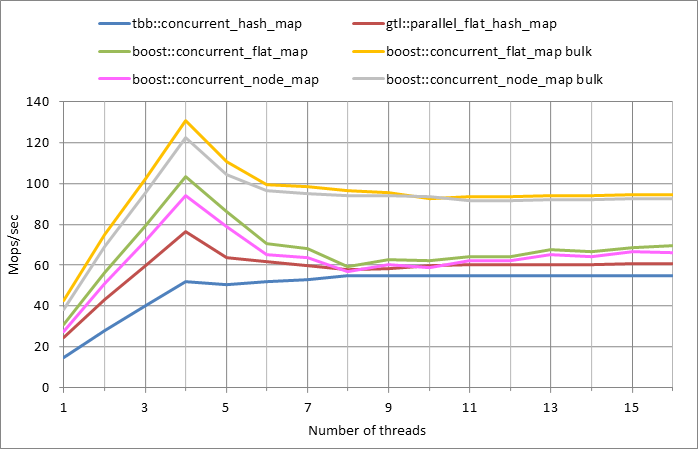 tbb::concurrent_hash_map gtl::parallel_flat_hash_map
boost::concurrent_flat_map boost::concurrent_flat_map bulk
boost::concurrent_node_map boost::concurrent_node_map bulk
140
120
100
80
60
40
20
0
Mops/sec
1 3 5 7 9 11 13 15
Number of threads